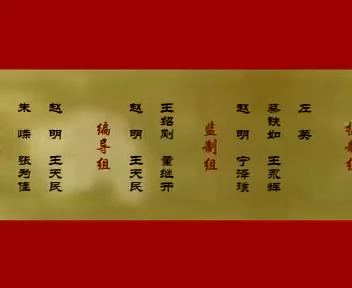 左 英
蔡铁如 王永辉
赵 明 宁泽璞
监制组
王绍刚 董继开
赵 明 王天民
编导组
赵 明 王天民
朱 嵘 张为佳